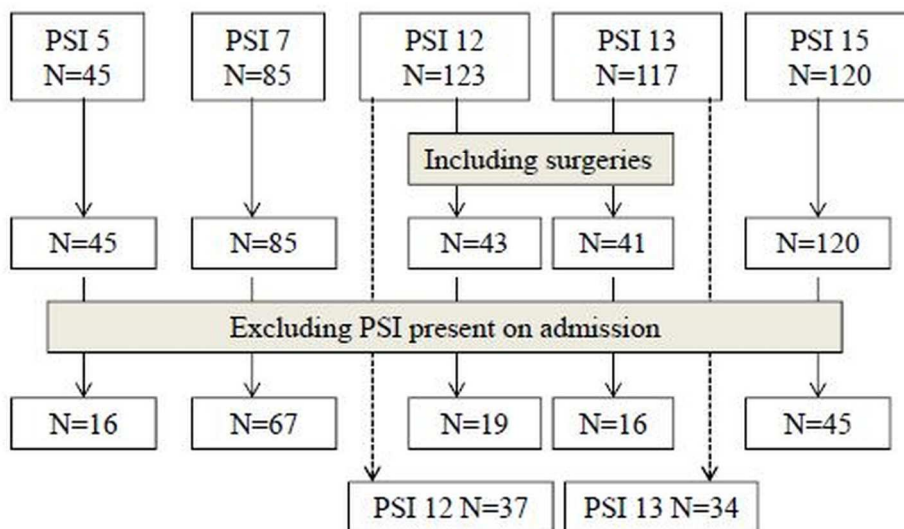 PSI 5
N=45
PSI 7
N=85
PSI 12
N=123
PSI 13
N=117
PSI 15
N=120
Including surgeries
N=45
N=85
N=43
N=41
N=120
Excluding PSI present on admission
N=16
N=67
N=19
N=16
N=45
PSI 12 N=37
PSI 13 N=34